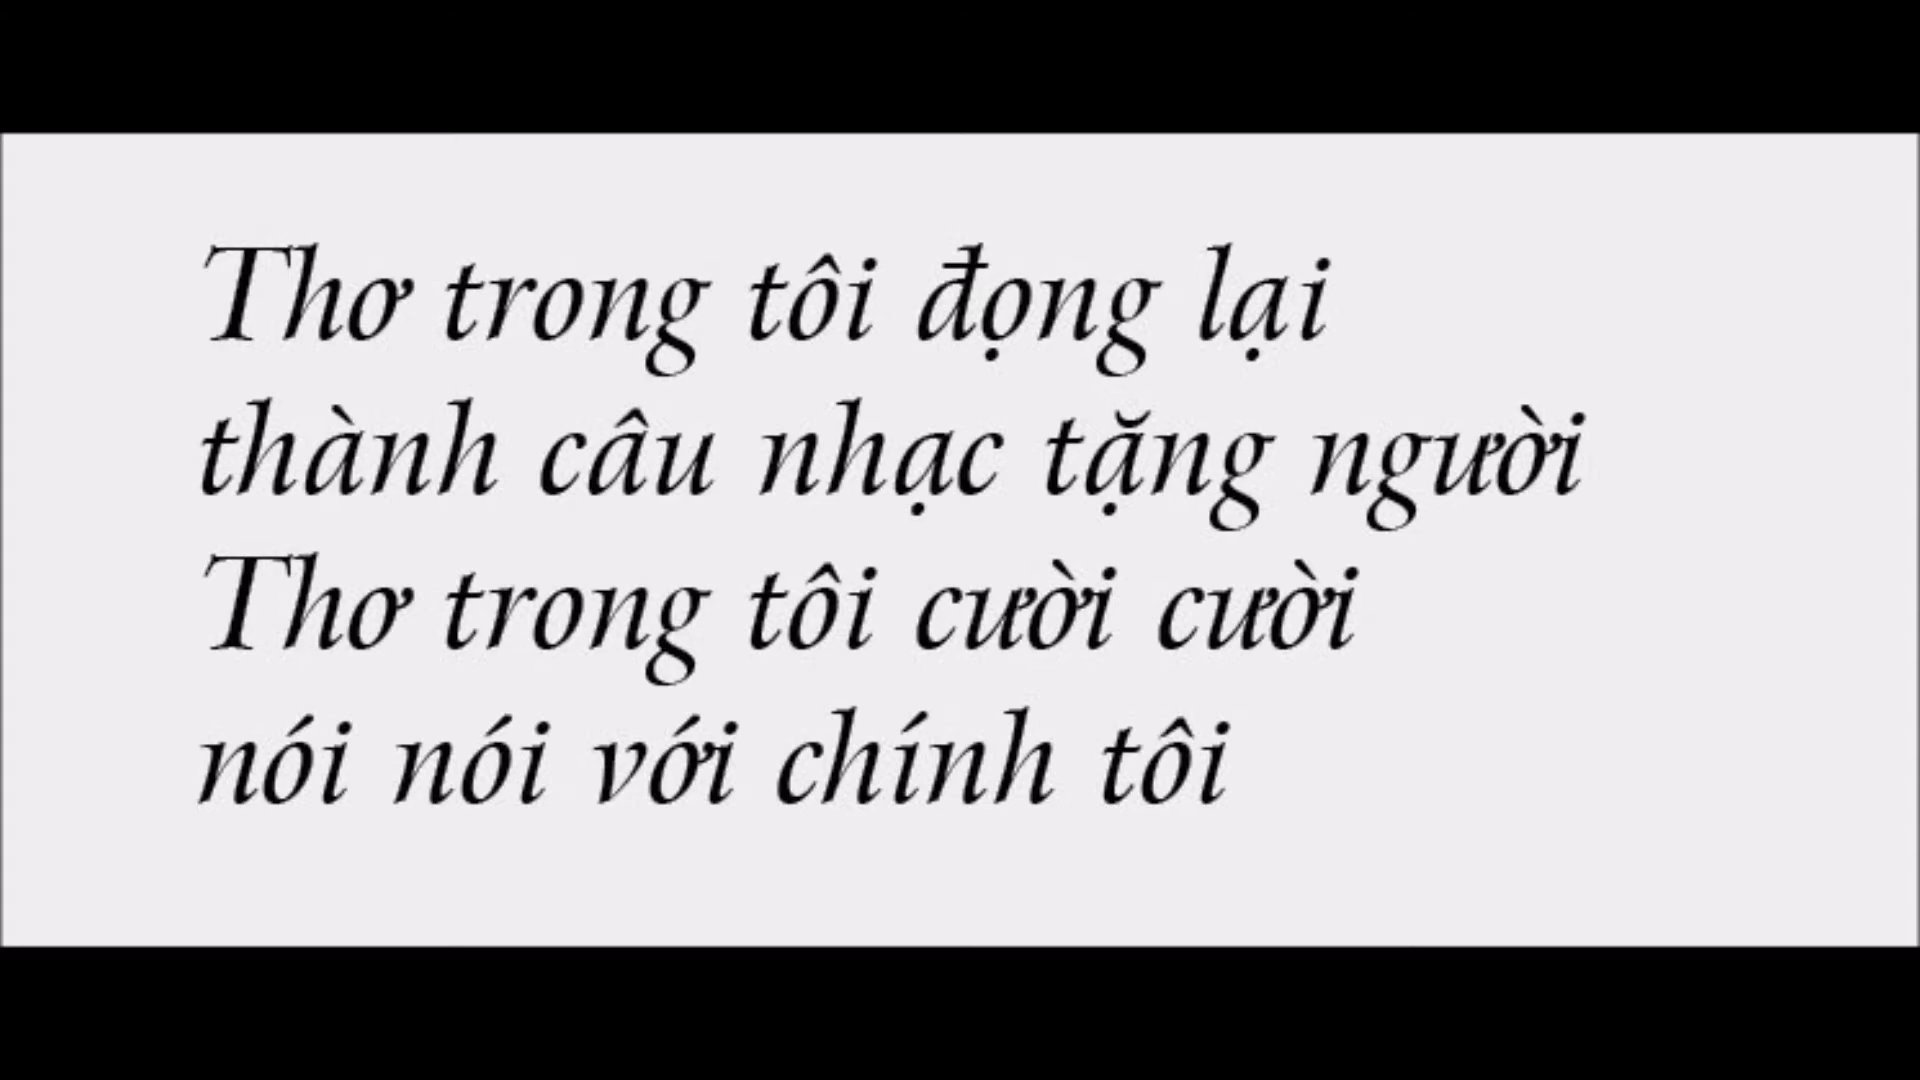 Thơ trong tôi đọng lại
thành câu nhạc tặng người
Thơ trong tôi cười cười
nói nói với chính tôi